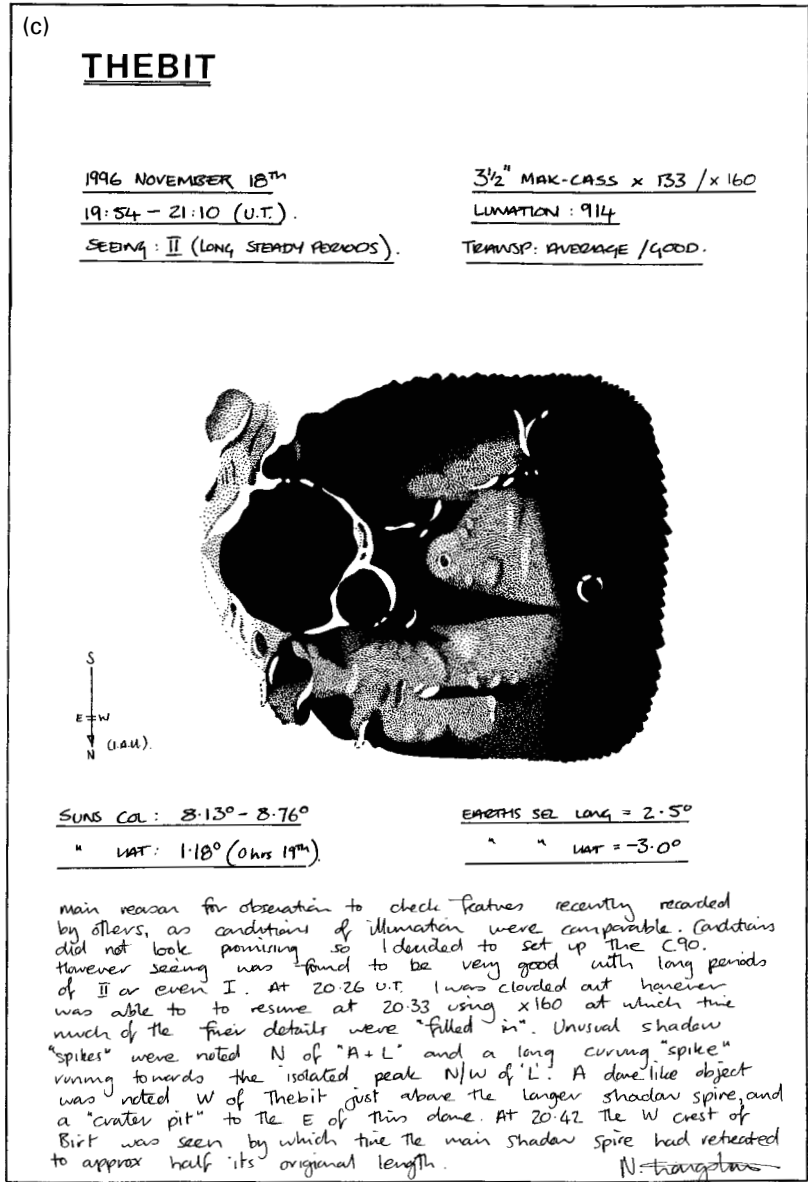 (c)
THEBIT
1996 NOVEMBER 18TH
3½" MAK-CASS x 133 / x 160
19:54 - 21:10 (U.T.).
LUNATION : 914
SEEING : II (LONG STEADY PERIODS).
TRANSP: AVERAGE / GOOD.
S
E W
N (I.A.U.).
SUNS COL : 8.13° - 8.76°
EARTHS SEL LONG = 2.5°
" LAT : 1.18° (0 hrs 19TH).
" " LAT = -3.0°
main reason for obseration to check features recently recorded
by others, as conditions of illumation were comparable. Conditions
did not look promising so I decided to set up the C.90.
However seeing was found to be very good with long periods
of II or even I. At 20.26 U.T. I was clouded out however
was able to to resume at 20.33 using x160 at which time
much of the finer details were "filled in". Unusual shadow
"spikes" were noted N of "A + L" and a long curving "spike"
running towards the isolated peak N/W of 'L'. A dome like object
was noted W of Thebit just above the larger shadow spire, and
a "crater pit" to the E of this dome. At 20.42 the W crest of
Birt was seen by which time the main shadow spire had retreated
to approx half its origional length.
N.